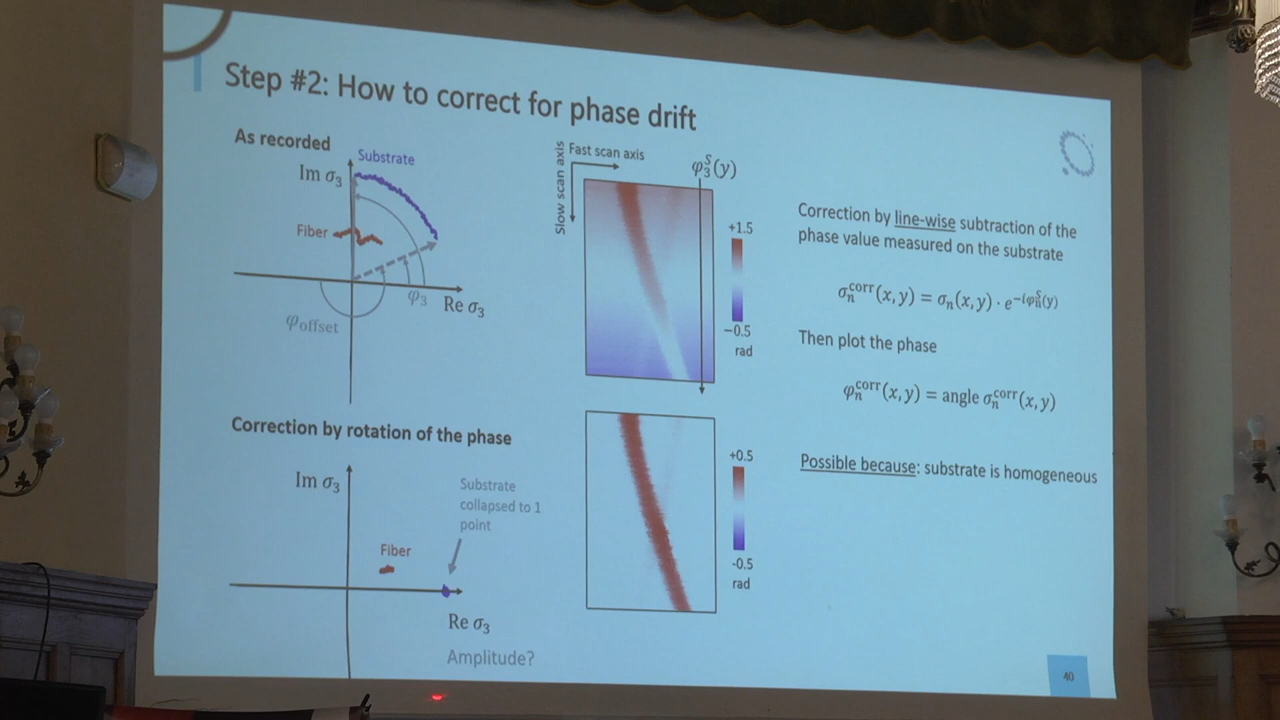 Step #2: How to correct for phase drift
As recorded
Substrate
Im σ₃
Fiber
φ₃
Re σ₃
φoffset
Fast scan axis
Slow scan axis
φ₃ˢ(y)
+1.5
−0.5
rad
Correction by line-wise subtraction of the
phase value measured on the substrate
σₙᶜᵒʳʳ(x, y) = σₙ(x, y) · e^(−iφₙˢ(y))
Then plot the phase
φₙᶜᵒʳʳ(x, y) = angle σₙᶜᵒʳʳ(x, y)
Possible because: substrate is homogeneous
Correction by rotation of the phase
Im σ₃
Substrate
collapsed to 1
point
Fiber
Re σ₃
Amplitude?
+0.5
-0.5
rad
40